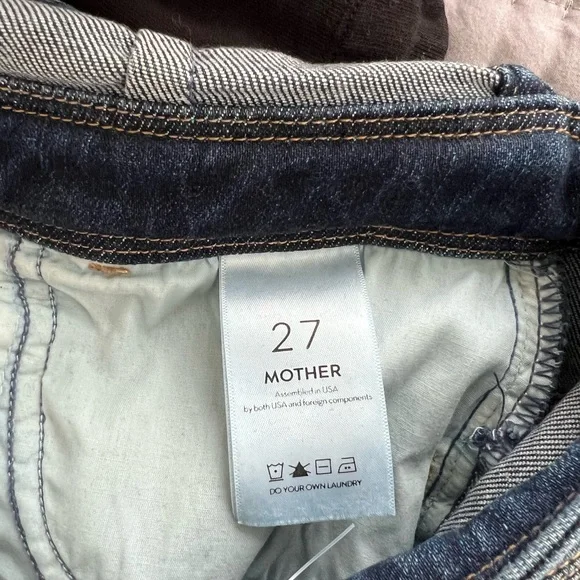 27
MOTHER
Assembled in USA
by both USA and foreign components
DO YOUR OWN LAUNDRY